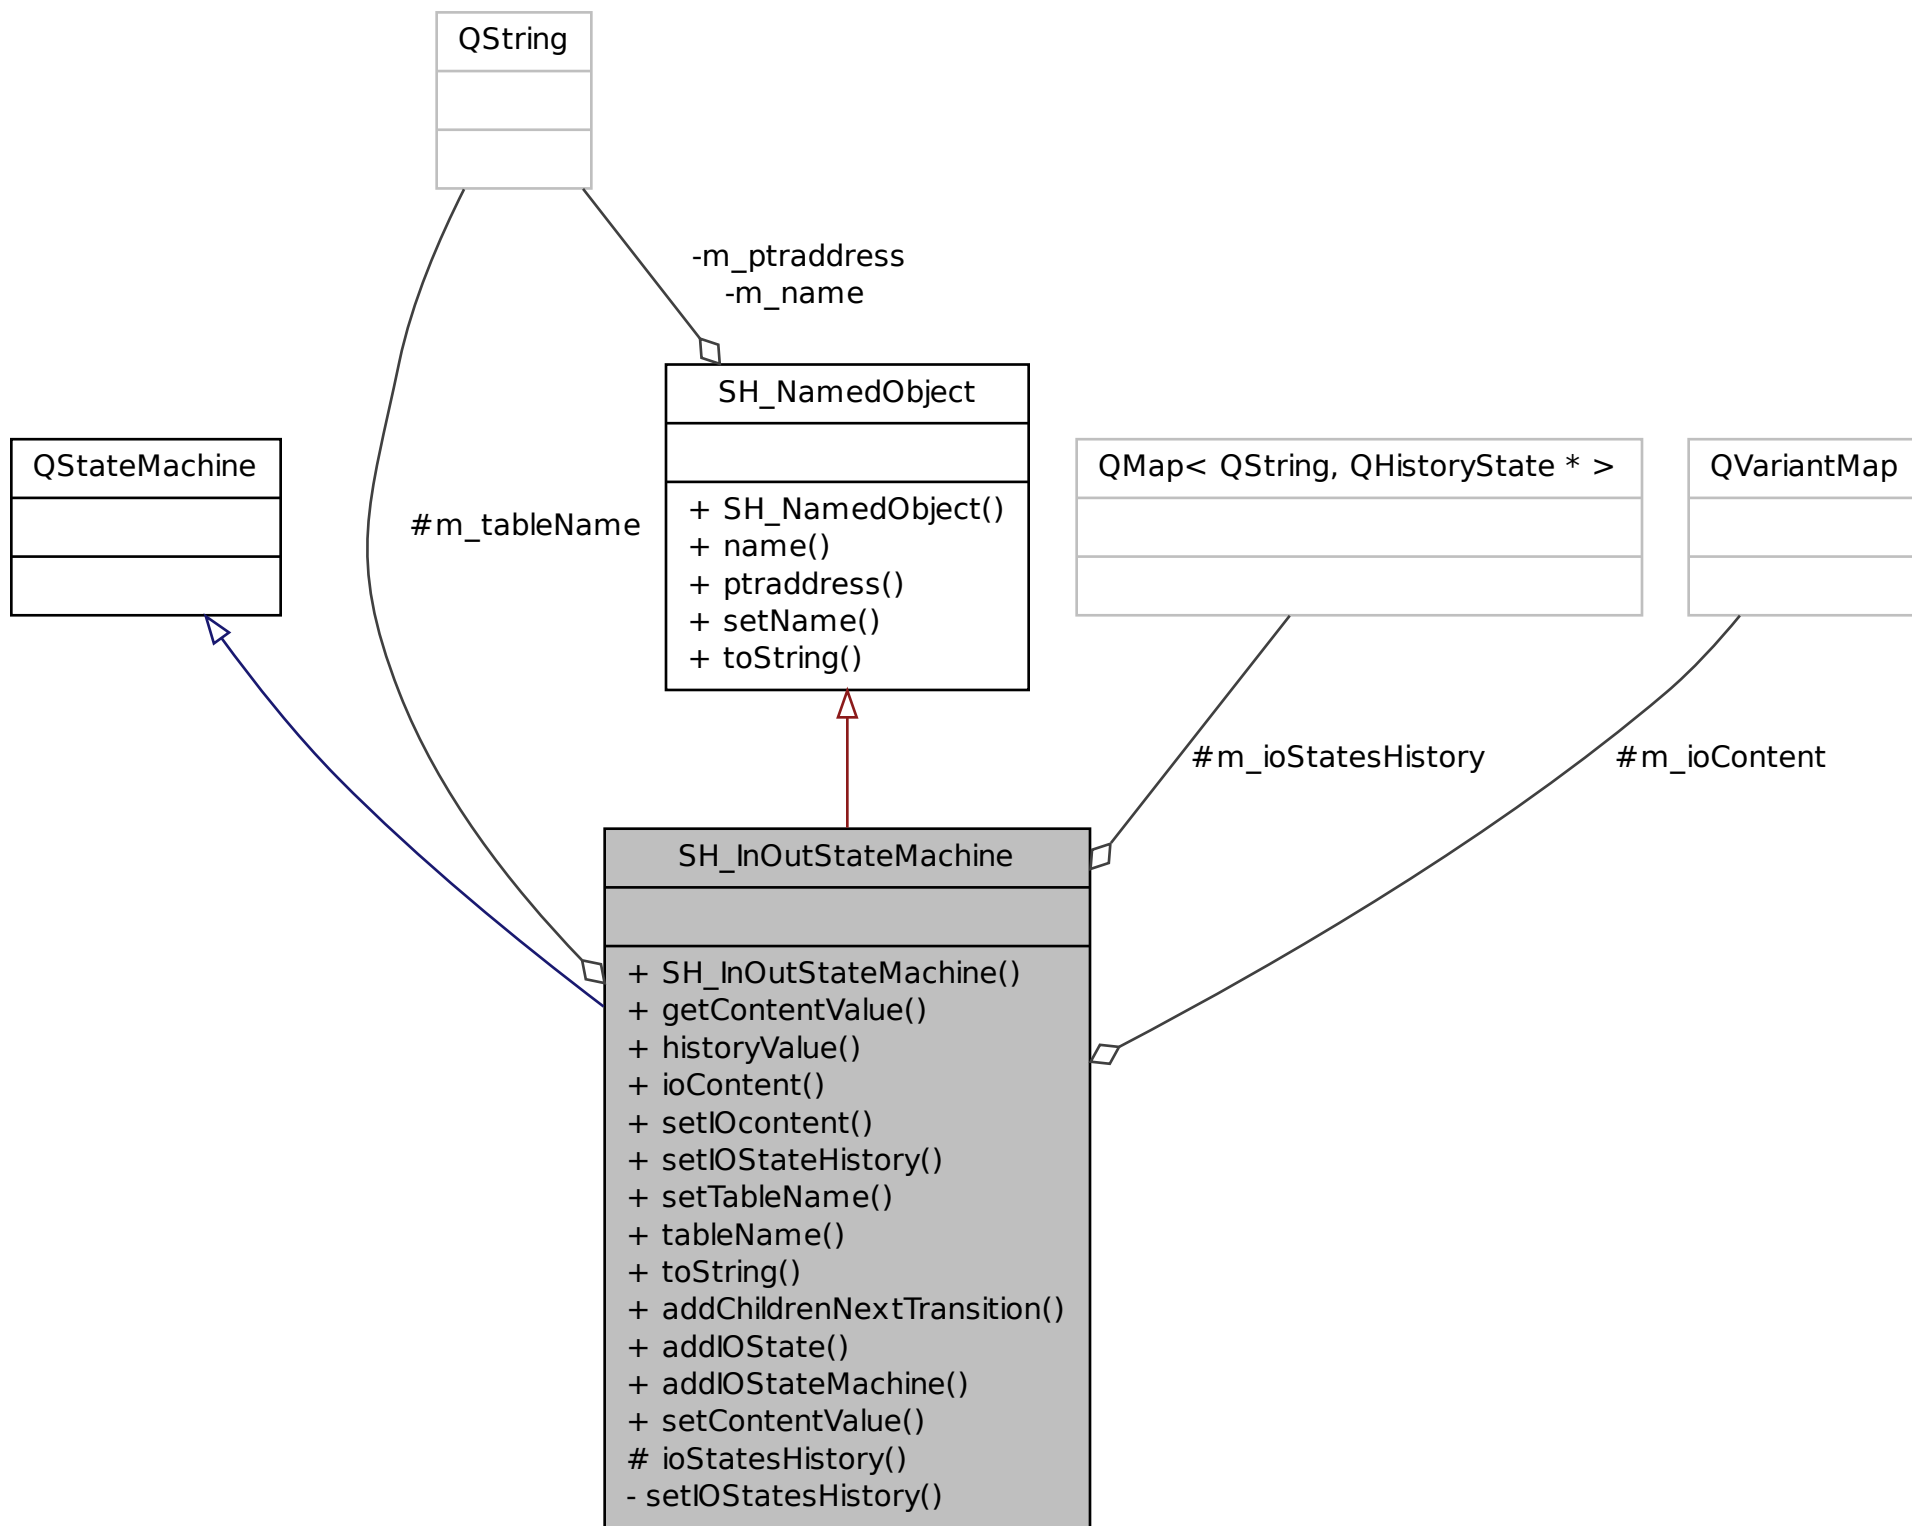 QString
-m_ptraddress
-m_name
SH_NamedObject
+ SH_NamedObject()
+ name()
+ ptraddress()
+ setName()
+ toString()
QStateMachine
#m_tableName
QMap< QString, QHistoryState * >
QVariantMap
#m_ioStatesHistory
#m_ioContent
SH_InOutStateMachine
+ SH_InOutStateMachine()
+ getContentValue()
+ historyValue()
+ ioContent()
+ setIOcontent()
+ setIOStateHistory()
+ setTableName()
+ tableName()
+ toString()
+ addChildrenNextTransition()
+ addIOState()
+ addIOStateMachine()
+ setContentValue()
# ioStatesHistory()
- setIOStatesHistory()